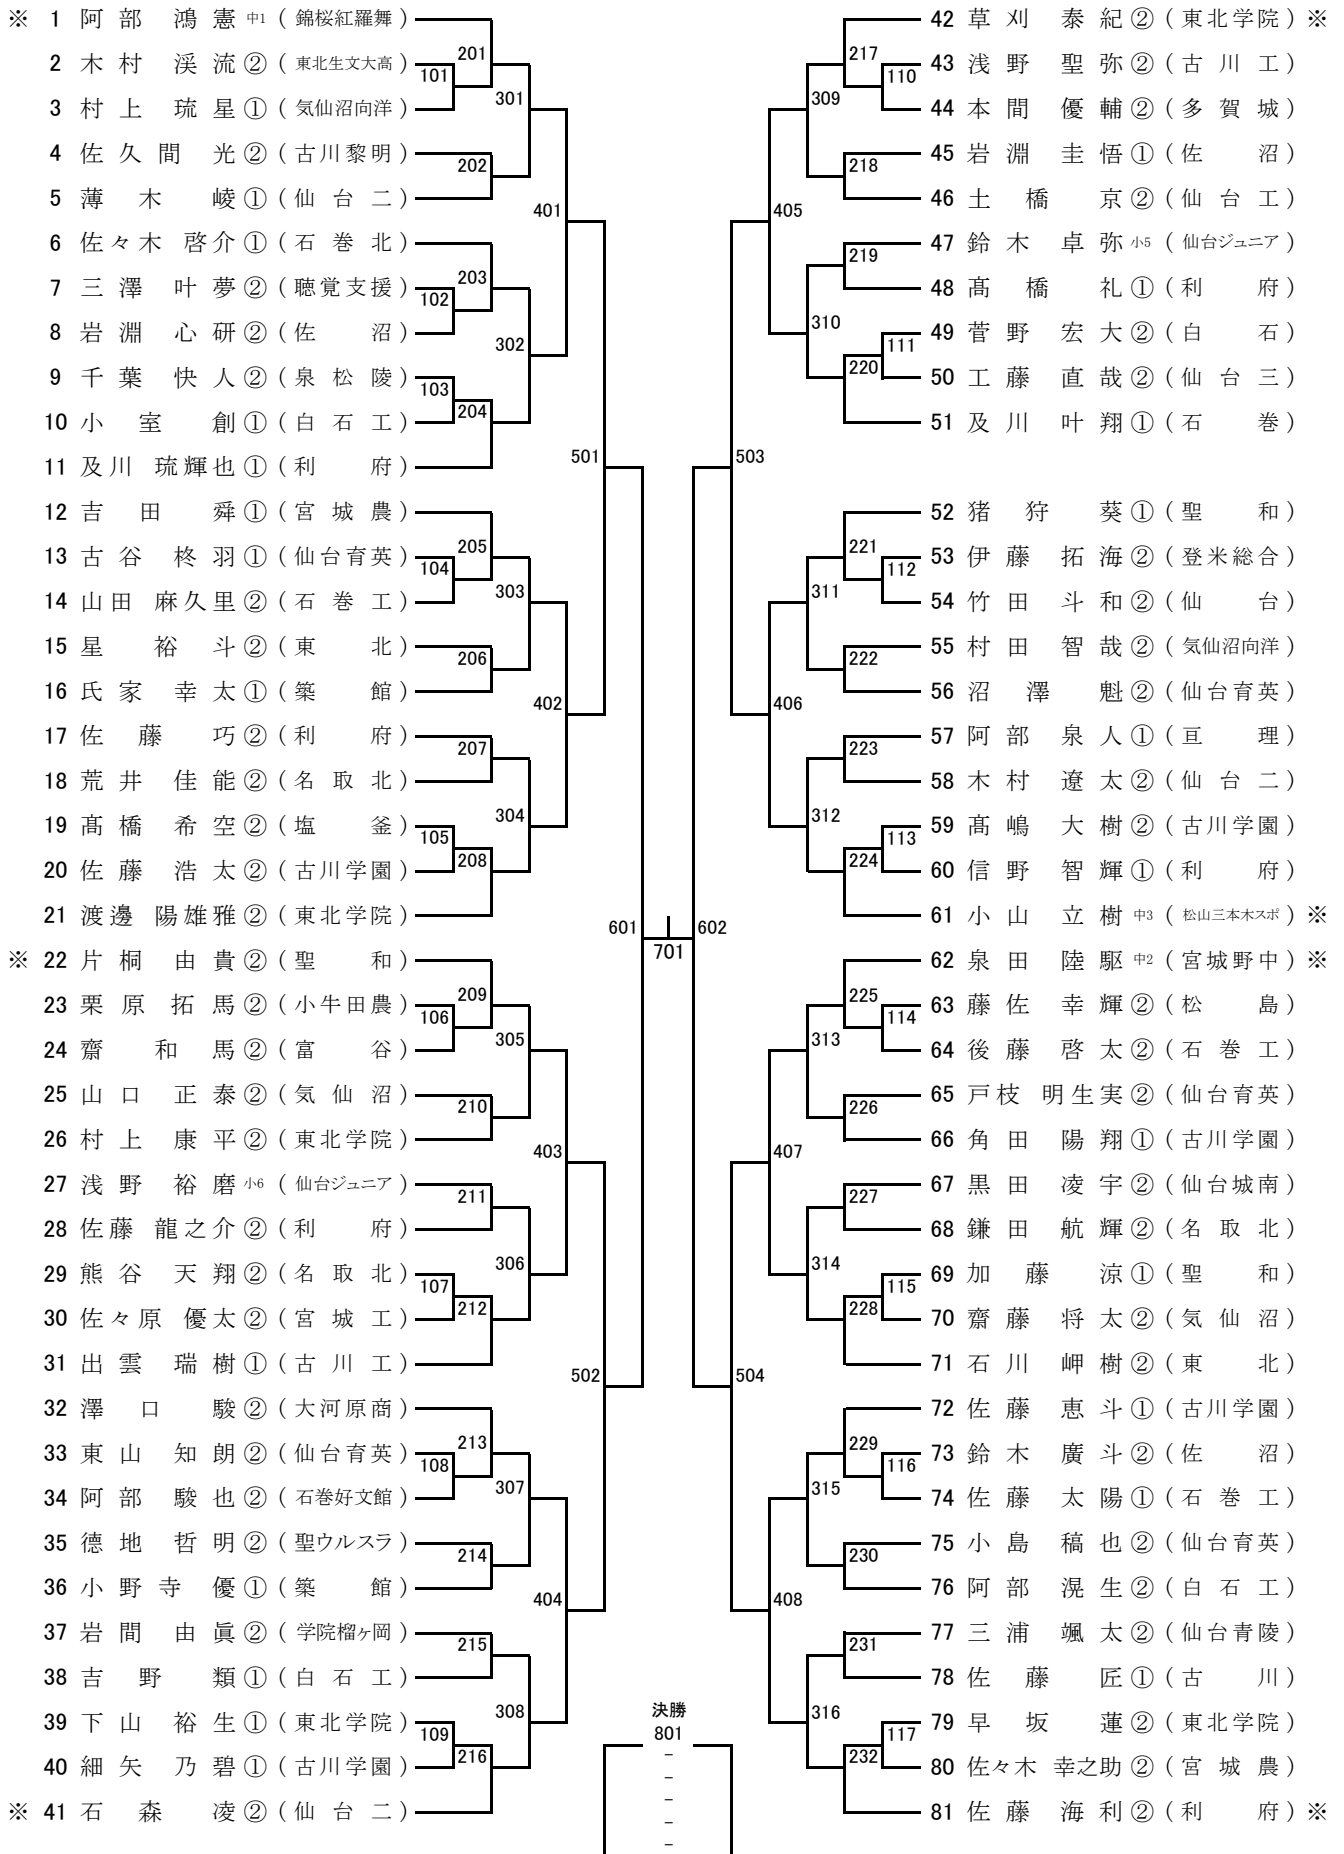 ※ 1 阿部 鴻憲 中1 (錦桜紅羅舞)
2 木村 渓流② (東北生文大高)
3 村上 琉星① (気仙沼向洋)
4 佐久間 光② (古川黎明)
5 薄木 崚① (仙台二)
6 佐々木 啓介① (石巻北)
7 三澤 叶夢② (聴覚支援)
8 岩淵 心研② (佐沼)
9 千葉 快人② (泉松陵)
10 小室 創① (白石工)
11 及川 琉輝也① (利府)
12 吉田 舜① (宮城農)
13 古谷 柊羽① (仙台育英)
14 山田 麻久里② (石巻工)
15 星 裕斗② (東北)
16 氏家 幸太① (築館)
17 佐藤 巧② (利府)
18 荒井 佳能② (名取北)
19 髙橋 希空② (塩釜)
20 佐藤 浩太② (古川学園)
21 渡邊 陽雄雅② (東北学院)
※ 22 片桐 由貴② (聖和)
23 栗原 拓馬② (小牛田農)
24 齋 和馬② (富谷)
25 山口 正泰② (気仙沼)
26 村上 康平② (東北学院)
27 浅野 裕磨 小6 (仙台ジュニア)
28 佐藤 龍之介② (利府)
29 熊谷 天翔② (名取北)
30 佐々原 優太② (宮城工)
31 出雲 瑞樹① (古川工)
32 澤口 駿② (大河原商)
33 東山 知朗② (仙台育英)
34 阿部 駿也② (石巻好文館)
35 德地 哲明② (聖ウルスラ)
36 小野寺 優① (築館)
37 岩間 由眞② (学院榴ヶ岡)
38 吉野 類① (白石工)
39 下山 裕生① (東北学院)
40 細矢 乃碧① (古川学園)
※ 41 石森 凌② (仙台二)
101
102
103
104
105
106
107
108
109
201
202
203
204
205
206
207
208
209
210
211
212
213
214
215
216
301
302
303
304
305
306
307
308
401
402
403
404
501
502
601
701
602
503
504
405
406
407
408
309
310
311
312
313
314
315
316
217
218
219
220
221
222
223
224
225
226
227
228
229
230
231
232
110
111
112
113
114
115
116
117
42 草刈 泰紀② (東北学院) ※
43 浅野 聖弥② (古川工)
44 本間 優輔② (多賀城)
45 岩淵 圭悟① (佐沼)
46 土橋 京② (仙台工)
47 鈴木 卓弥 小5 (仙台ジュニア)
48 髙橋 礼① (利府)
49 菅野 宏大② (白石)
50 工藤 直哉② (仙台三)
51 及川 叶翔① (石巻)
52 猪狩 葵① (聖和)
53 伊藤 拓海② (登米総合)
54 竹田 斗和② (仙台)
55 村田 智哉② (気仙沼向洋)
56 沼澤 魁② (仙台育英)
57 阿部 泉人① (亘理)
58 木村 遼太② (仙台二)
59 髙嶋 大樹② (古川学園)
60 信野 智輝① (利府)
61 小山 立樹 中3 (松山三本木スポ) ※
62 泉田 陸駆 中2 (宮城野中) ※
63 藤佐 幸輝② (松島)
64 後藤 啓太② (石巻工)
65 戸枝 明生実② (仙台育英)
66 角田 陽翔① (古川学園)
67 黒田 凌宇② (仙台城南)
68 鎌田 航輝② (名取北)
69 加藤 涼① (聖和)
70 齋藤 将太② (気仙沼)
71 石川 岬樹② (東北)
72 佐藤 恵斗① (古川学園)
73 鈴木 廣斗② (佐沼)
74 佐藤 太陽① (石巻工)
75 小島 稿也② (仙台育英)
76 阿部 滉生② (白石工)
77 三浦 颯太② (仙台青陵)
78 佐藤 匠① (古川)
79 早坂 蓮② (東北学院)
80 佐々木 幸之助② (宮城農)
81 佐藤 海利② (利府) ※
決勝
801
－
－
－
－
－